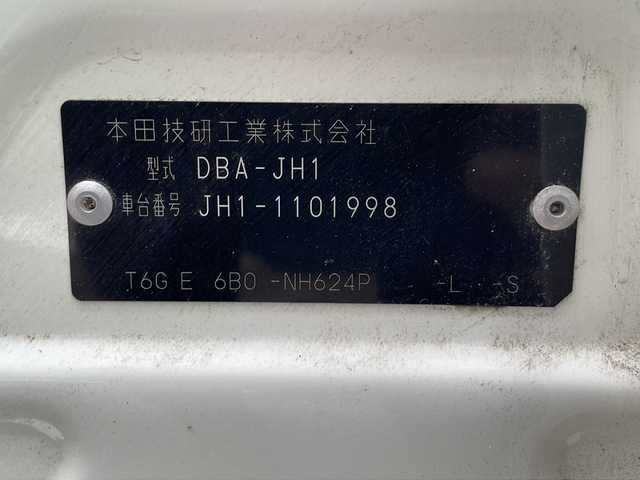 本田技研工業株式会社
型式 DBA-JH1
車台番号 JH1-1101998
T6G E 6B0 -NH624P -L -S